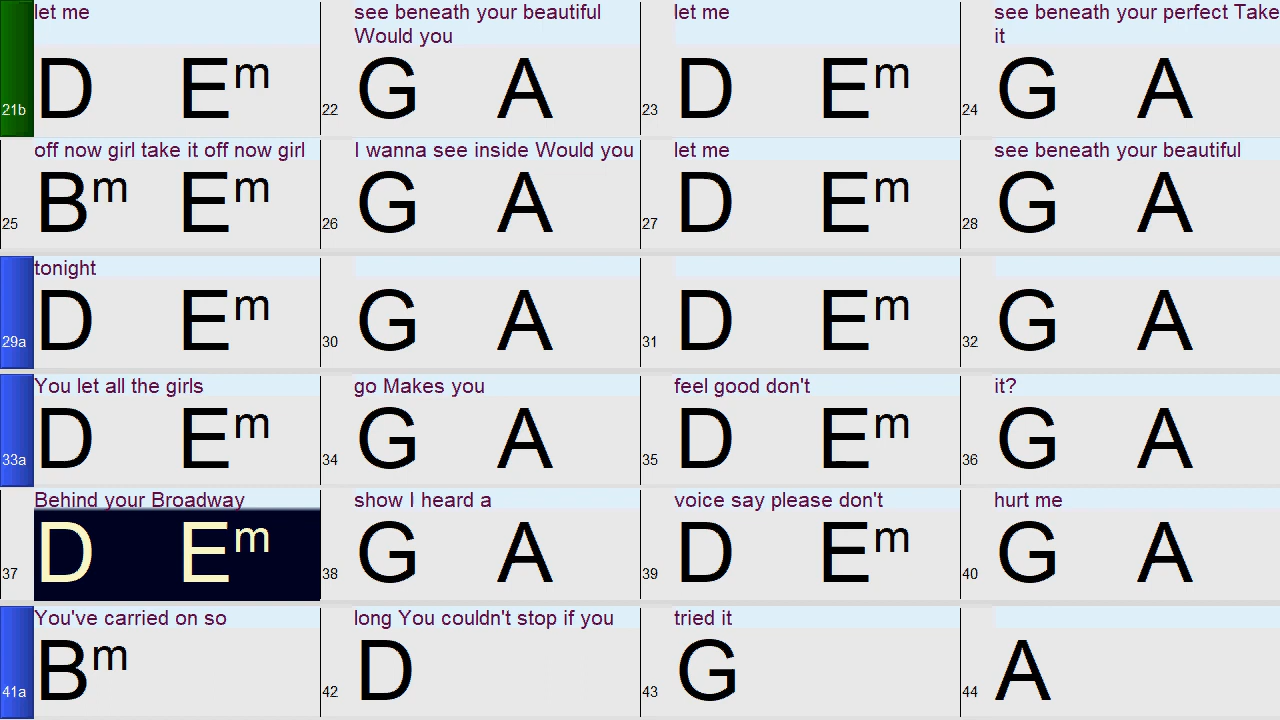 let me
see beneath your beautiful
Would you
let me
see beneath your perfect Take
it
21b D Em
22 G A
23 D Em
24 G A
off now girl take it off now girl
I wanna see inside Would you
let me
see beneath your beautiful
25 Bm Em
26 G A
27 D Em
28 G A
tonight
29a D Em
30 G A
31 D Em
32 G A
You let all the girls
go Makes you
feel good don't
it?
33a D Em
34 G A
35 D Em
36 G A
Behind your Broadway
show I heard a
voice say please don't
hurt me
37 D Em
38 G A
39 D Em
40 G A
You've carried on so
long You couldn't stop if you
tried it
41a Bm
42 D
43 G
44 A